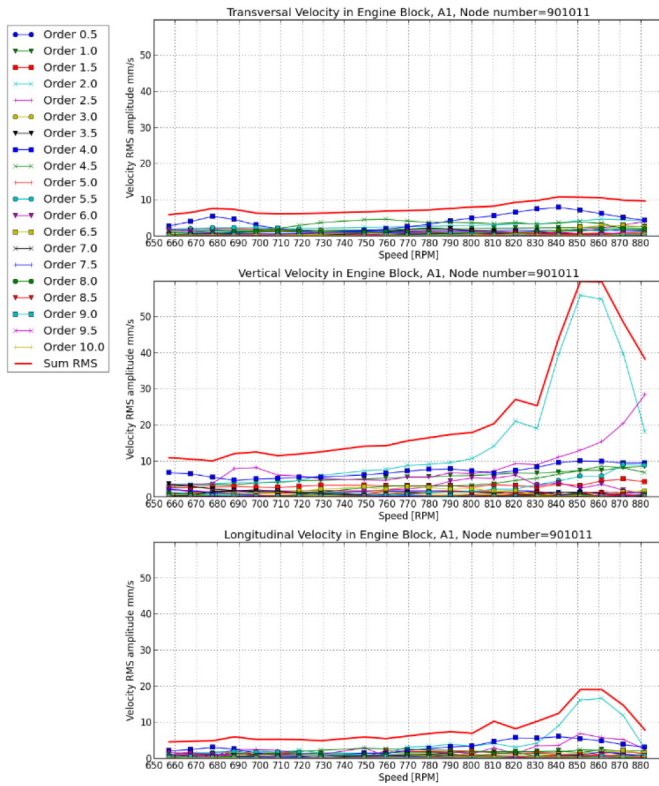 Order 0.5
Order 1.0
Order 1.5
Order 2.0
Order 2.5
Order 3.0
Order 3.5
Order 4.0
Order 4.5
Order 5.0
Order 5.5
Order 6.0
Order 6.5
Order 7.0
Order 7.5
Order 8.0
Order 8.5
Order 9.0
Order 9.5
Order 10.0
Sum RMS
Transversal Velocity in Engine Block, A1, Node number=901011
Velocity RMS amplitude mm/s
60
50
40
30
20
10
0
650 660 670 680 690 700 710 720 730 740 750 760 770 780 790 800 810 820 830 840 850 860 870 880
Speed [RPM]
Vertical Velocity in Engine Block, A1, Node number=901011
Velocity RMS amplitude mm/s
50
40
30
20
10
0
650 660 670 680 690 700 710 720 730 740 750 760 770 780 790 800 810 820 830 840 850 860 870 880
Speed [RPM]
Longitudinal Velocity in Engine Block, A1, Node number=901011
Velocity RMS amplitude mm/s
50
40
30
20
10
0
650 660 670 680 690 700 710 720 730 740 750 760 770 780 790 800 810 820 830 840 850 860 870 880
Speed [RPM]